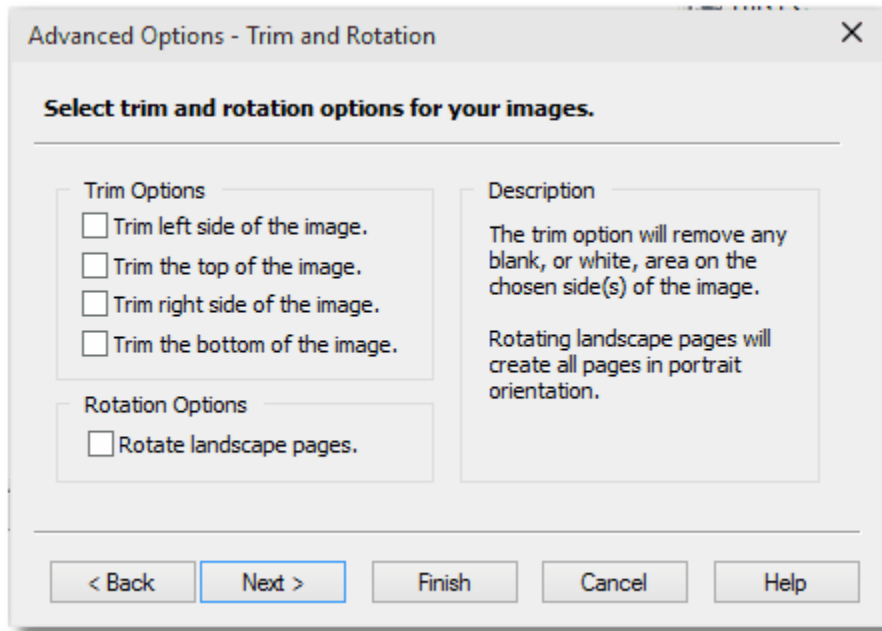 Advanced Options - Trim and Rotation
Select trim and rotation options for your images.
Trim Options
Trim left side of the image.
Trim the top of the image.
Trim right side of the image.
Trim the bottom of the image.
Rotation Options
Rotate landscape pages.
Description
The trim option will remove any
blank, or white, area on the
chosen side(s) of the image.
Rotating landscape pages will
create all pages in portrait
orientation.
< Back
Next >
Finish
Cancel
Help